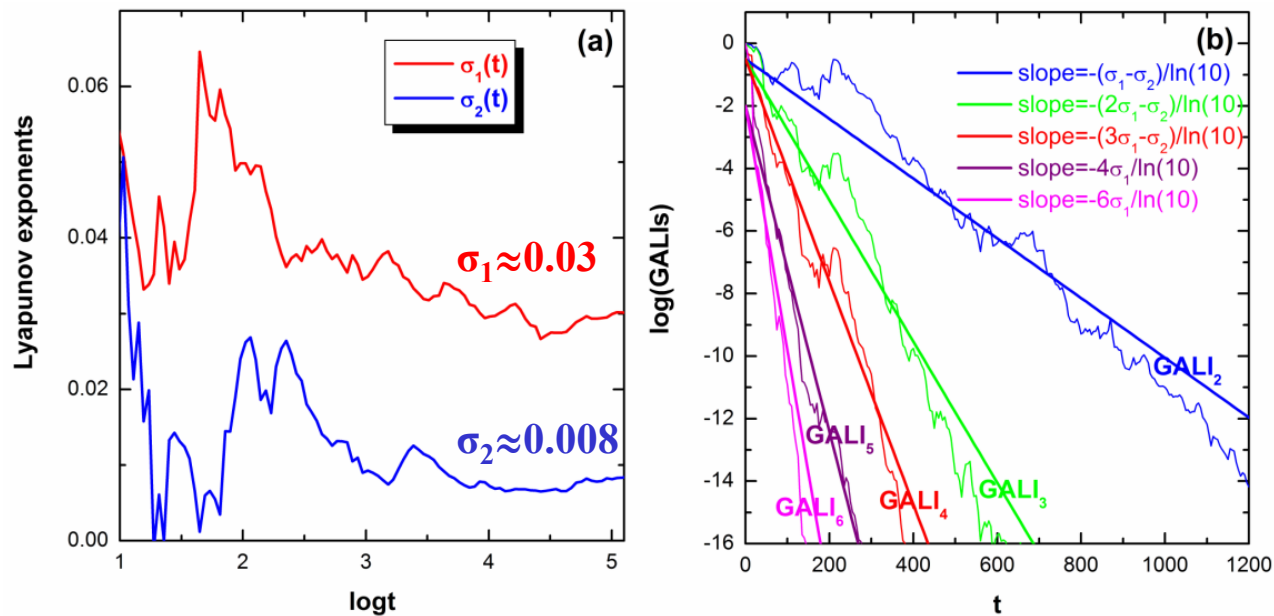 (a)
σ₁(t)
σ₂(t)
Lyapunov exponents
0.06
0.04
0.02
0.00
σ₁≈0.03
σ₂≈0.008
1 2 3 4 5
logt
(b)
slope=-(σ₁-σ₂)/ln(10)
slope=-(2σ₁-σ₂)/ln(10)
slope=-(3σ₁-σ₂)/ln(10)
slope=-4σ₁/ln(10)
slope=-6σ₁/ln(10)
log(GALIs)
0
-2
-4
-6
-8
-10
-12
-14
-16
GALI₂
GALI₅
GALI₃
GALI₄
GALI₆
0 200 400 600 800 1000 1200
t